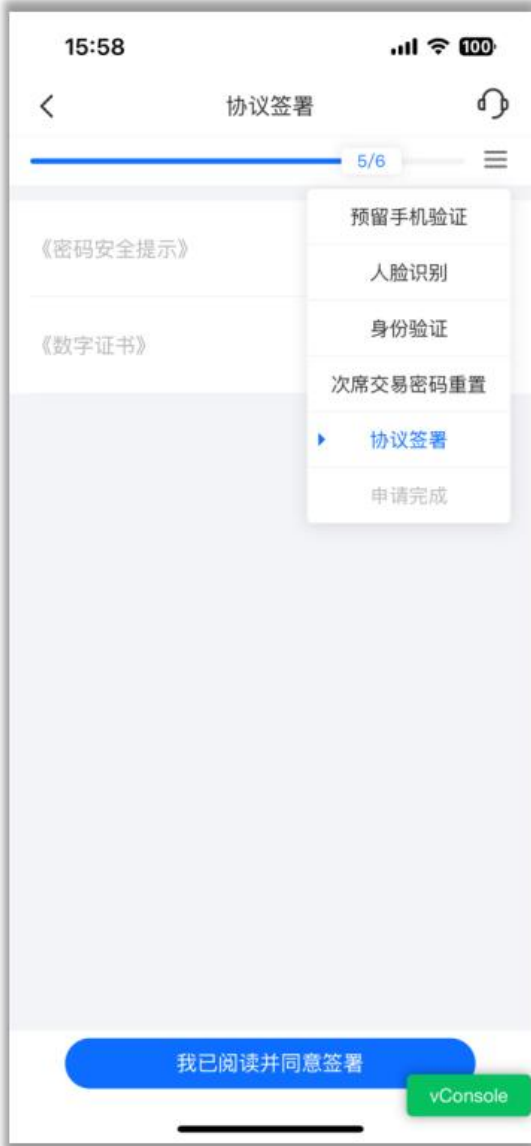 15:58
100
协议签署
5/6
预留手机验证
《密码安全提示》
人脸识别
身份验证
《数字证书》
次席交易密码重置
协议签署
申请完成
我已阅读并同意签署
vConsole